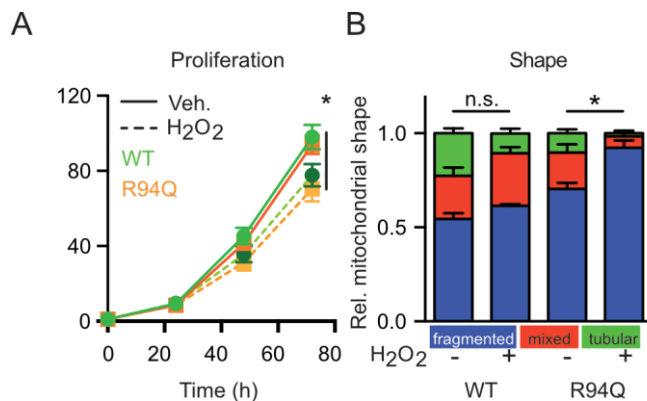 A
Proliferation
120
80
40
0
Veh.
H2O2
WT
R94Q
*
0 20 40 60 80
Time (h)
B
Shape
n.s.
*
Rel. mitochondrial shape
1.0
0.5
0.0
fragmented mixed tubular
H2O2 - + - +
WT R94Q